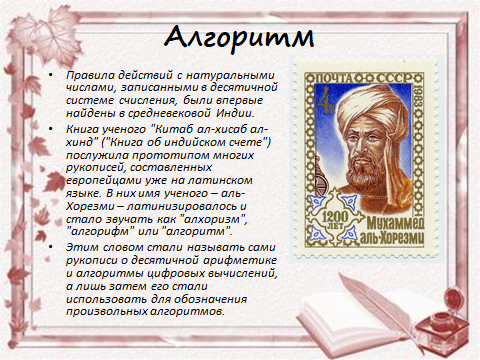 Алгоритм
• Правила действий с натуральными
числами, записанными в десятичной
системе счисления, были впервые
найдены в средневековой Индии.
• Книга ученого "Китаб ал-хисаб ал-
хинд" ("Книга об индийском счете")
послужила прототипом многих
рукописей, составленных
европейцами уже на латинском
языке. В них имя ученого – аль-
Хорезми – латинизировалось и
стало звучать как "алхоризм",
"алгорифм" или "алгоритм".
• Этим словом стали называть сами
рукописи о десятичной арифметике
и алгоритмы цифровых вычислений,
а лишь затем его стали
использовать для обозначения
произвольных алгоритмов.
ПОЧТА СССР
4к
1983
1200
ЛЕТ
Мухаммед
аль-Хорезми